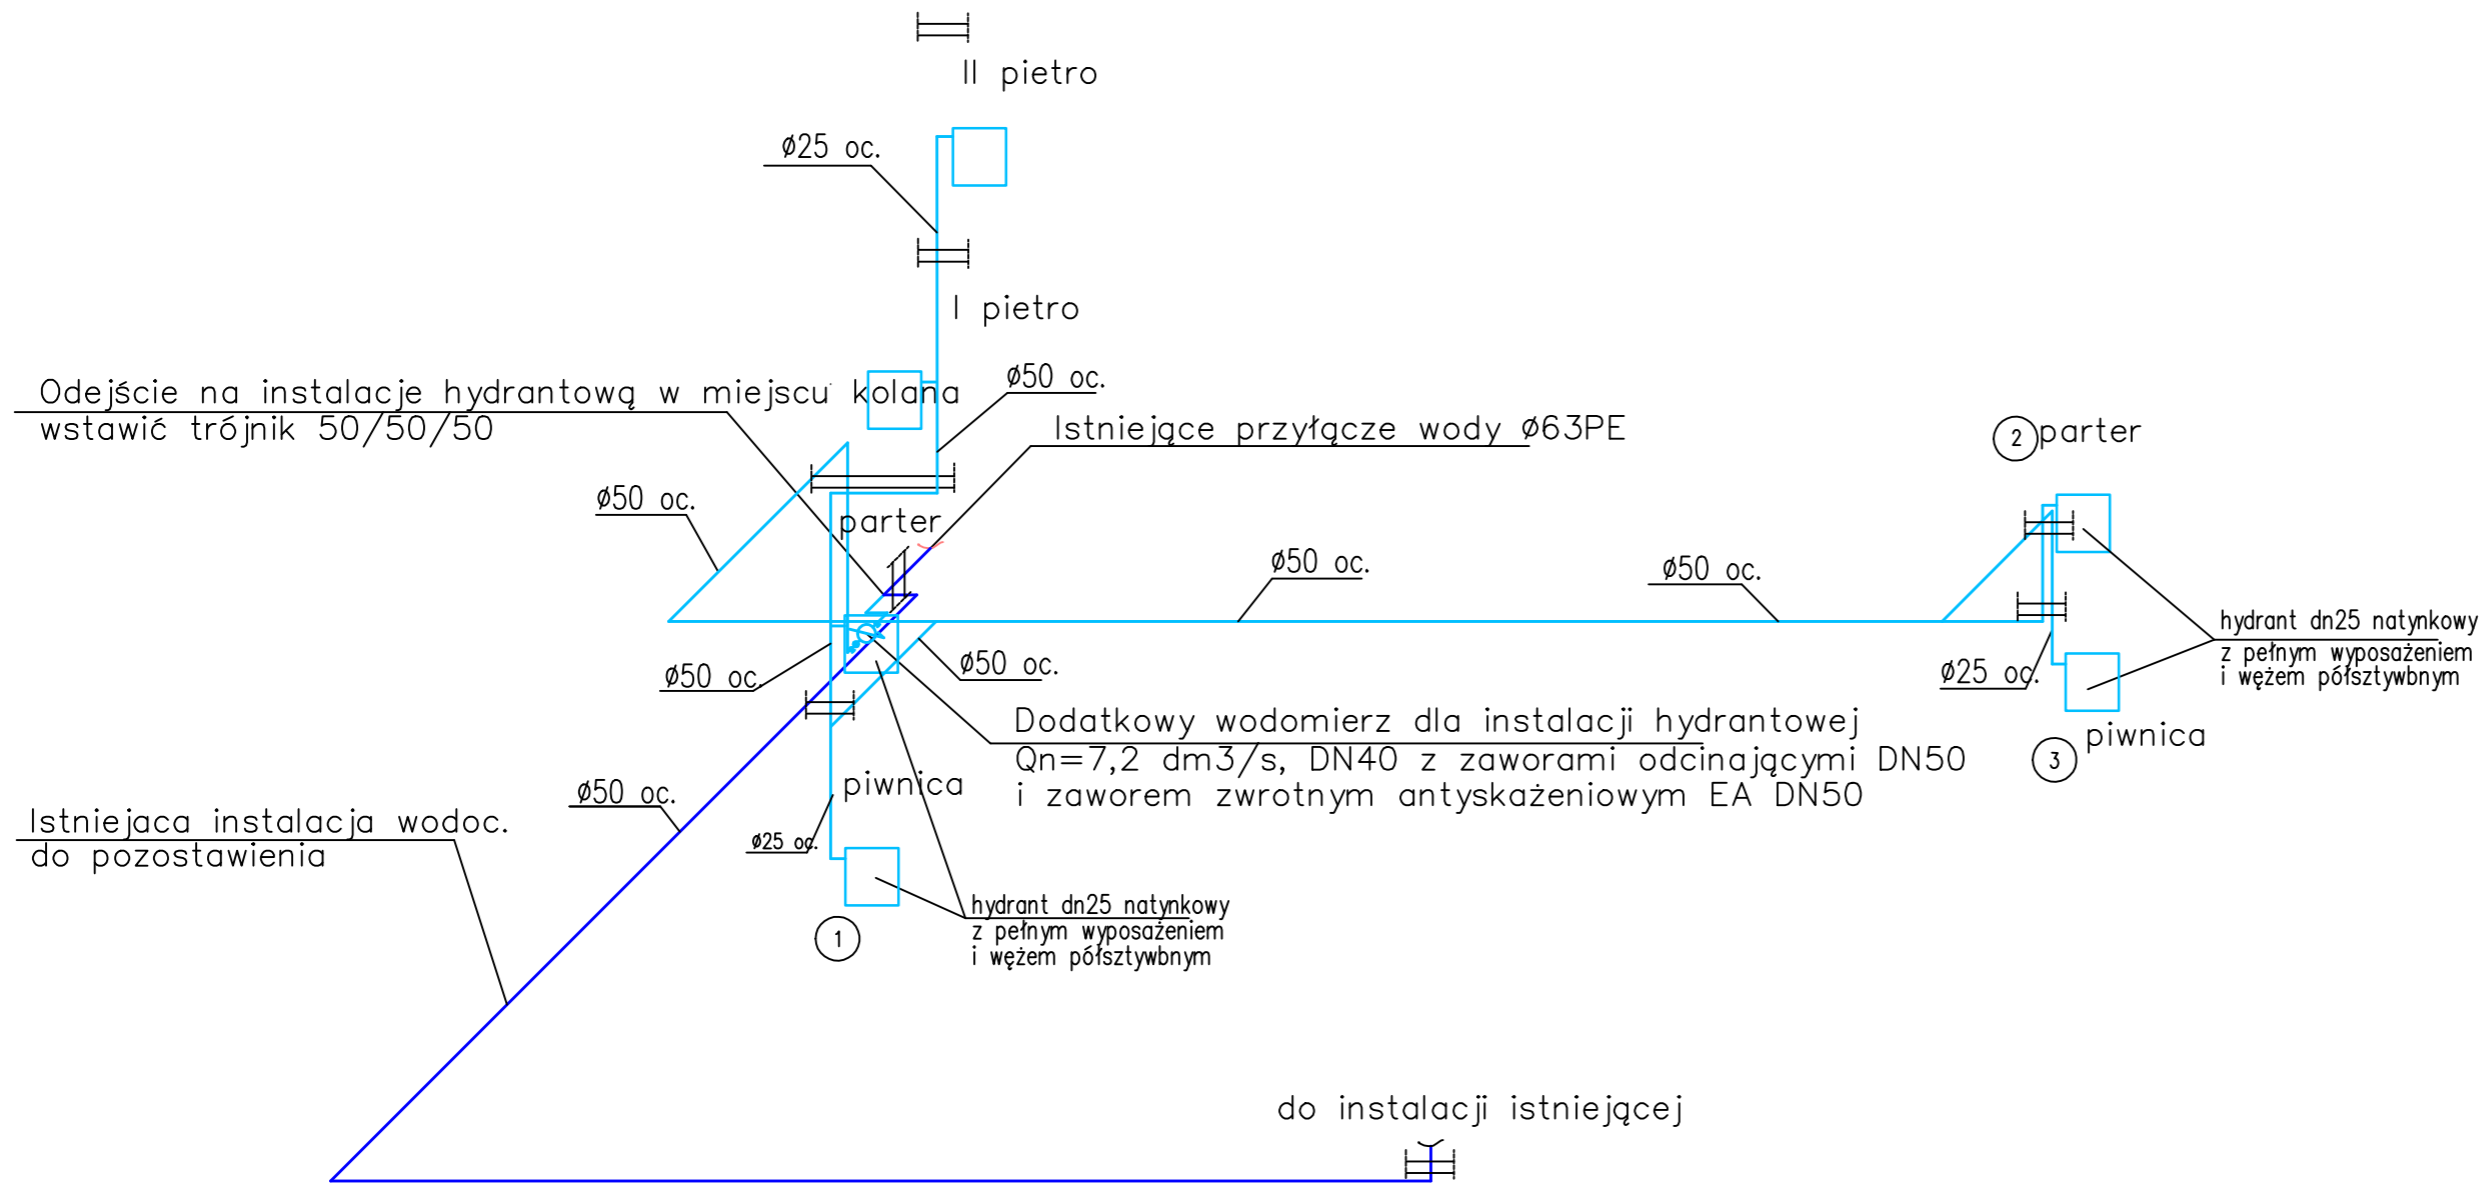 II pietro
ø25 oc.
I pietro
ø50 oc.
Odejście na instalacje hydrantową w miejscu kolana
wstawić trójnik 50/50/50
Istniejące przyłącze wody ø63PE
2 parter
ø50 oc.
parter
ø50 oc.
ø50 oc.
hydrant dn25 natynkowy
z pełnym wyposażeniem
i wężem półsztywbnym
ø50 oc.
ø50 oc.
ø25 oc.
Dodatkowy wodomierz dla instalacji hydrantowej
Qn=7,2 dm3/s, DN40 z zaworami odcinającymi DN50
i zaworem zwrotnym antyskażeniowym EA DN50
piwnica
3
piwnica
ø50 oc.
Istniejaca instalacja wodoc.
do pozostawienia
ø25 oc.
hydrant dn25 natynkowy
z pełnym wyposażeniem
i wężem półsztywbnym
1
do instalacji istniejącej